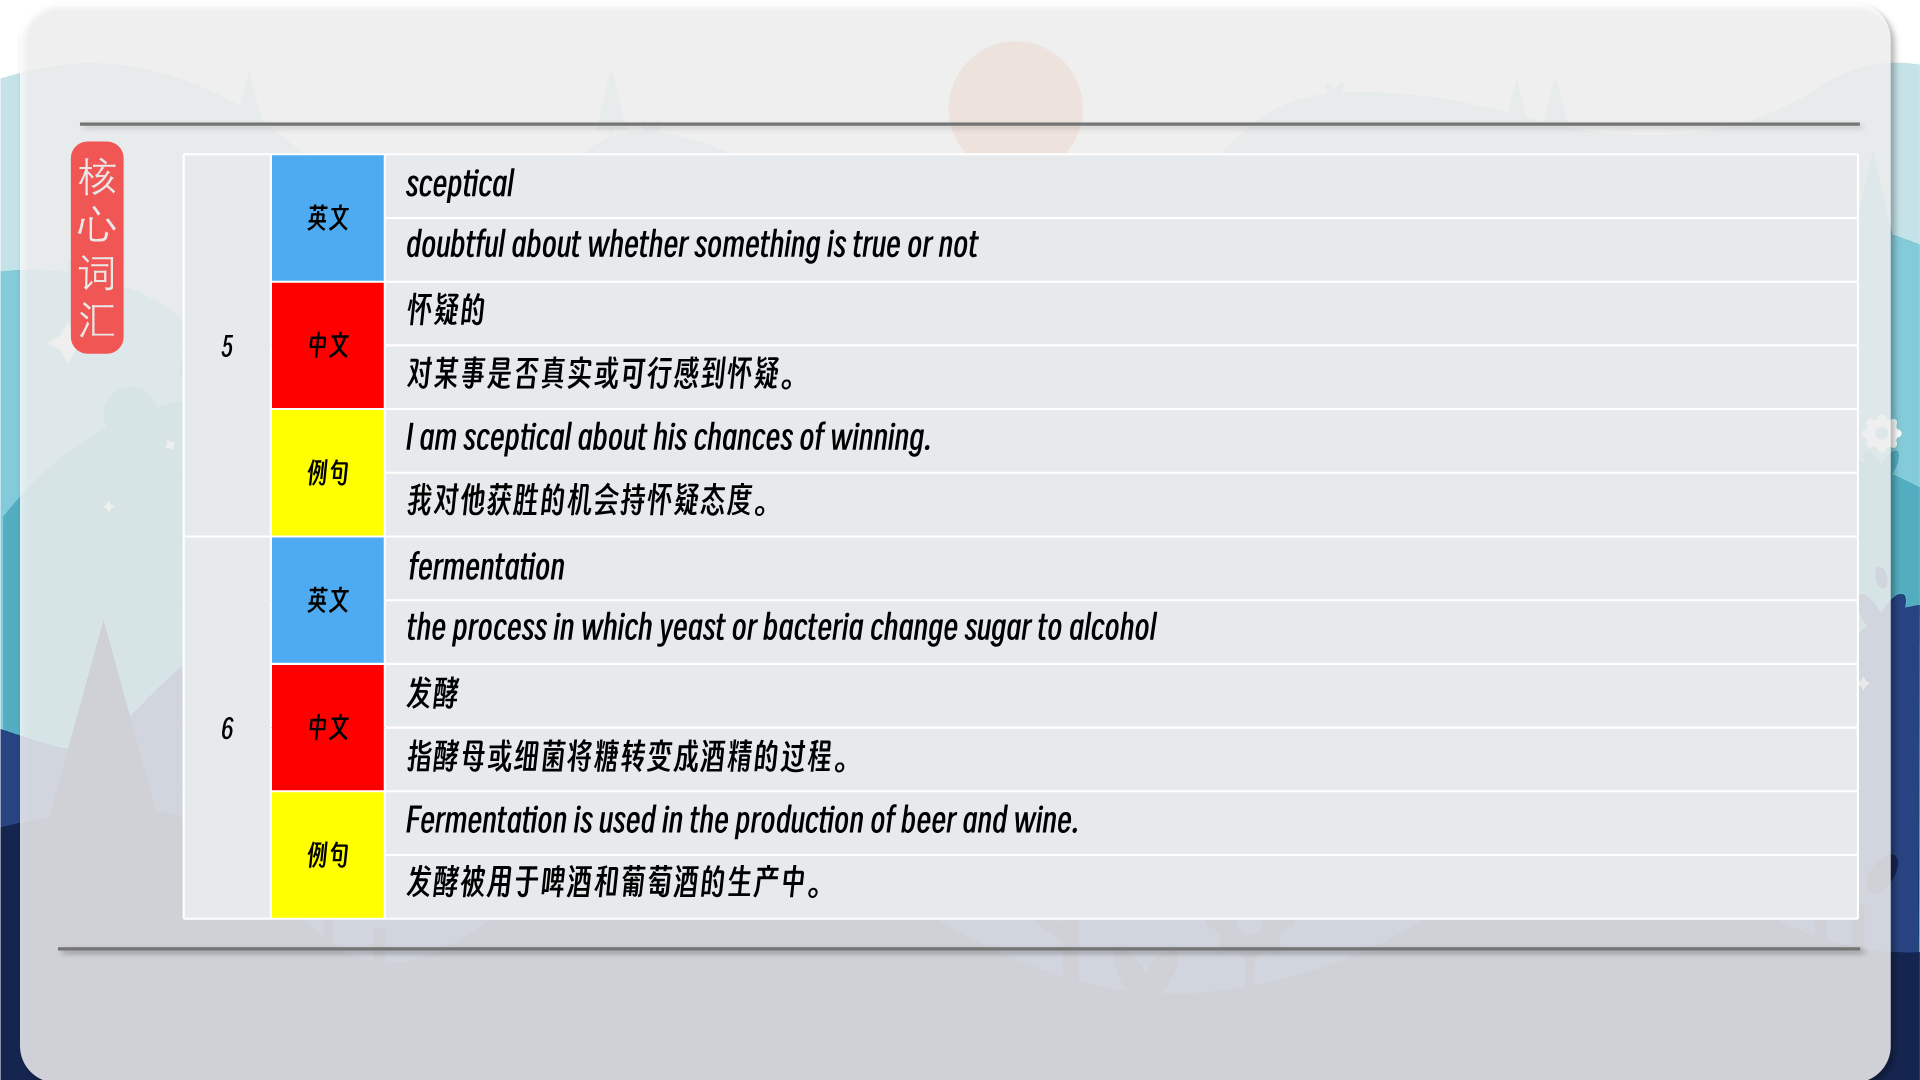 核
心
词
汇
5
英文
sceptical
doubtful about whether something is true or not
中文
怀疑的
对某事是否真实或可行感到怀疑。
例句
I am sceptical about his chances of winning.
我对他获胜的机会持怀疑态度。
6
英文
fermentation
the process in which yeast or bacteria change sugar to alcohol
中文
发酵
指酵母或细菌将糖转变成酒精的过程。
例句
Fermentation is used in the production of beer and wine.
发酵被用于啤酒和葡萄酒的生产中。